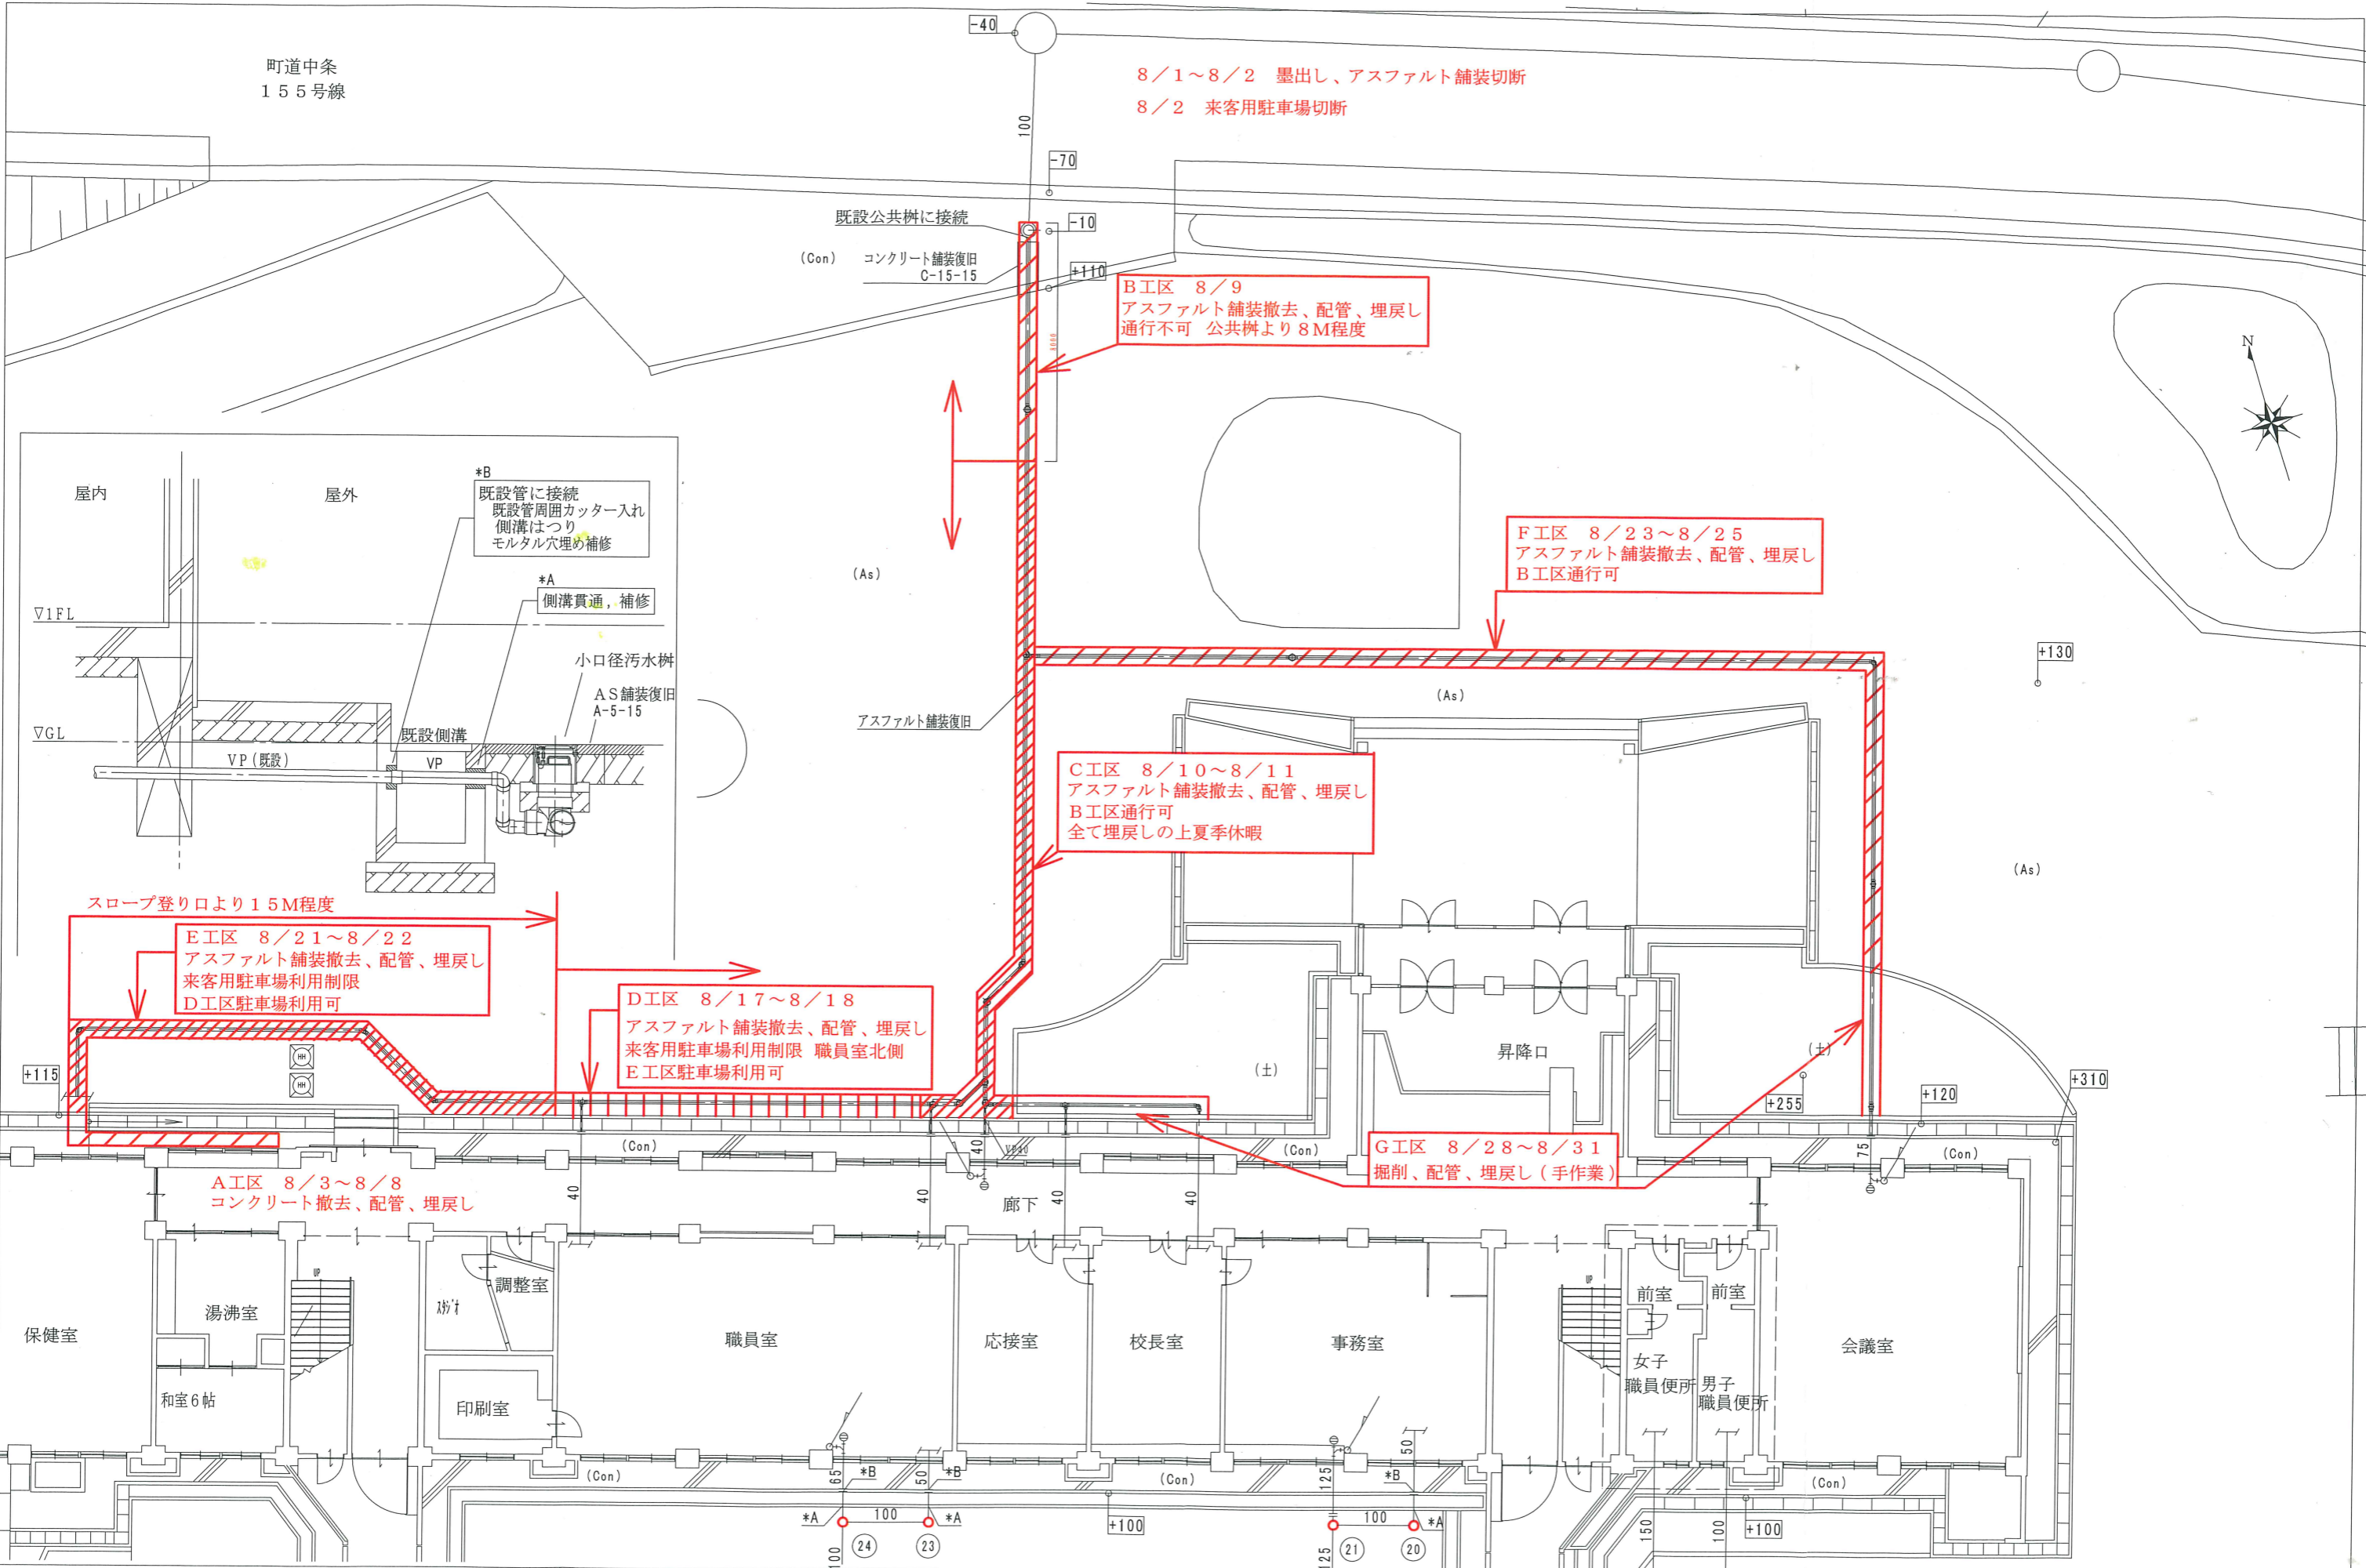 -40
町道中条
155号線
8／1～8／2　墨出し、アスファルト舗装切断
8／2　来客用駐車場切断
100
-70
既設公共桝に接続
-10
(Con)　コンクリート舗装復旧
C-15-15
+110
B工区　8／9
アスファルト舗装撤去、配管、埋戻し
通行不可 公共桝より8M程度
N
*B
屋内
屋外
既設管に接続
既設管周囲カッター入れ
側溝はつり
モルタル穴埋め補修
*A
側溝貫通，補修
(As)
F工区　8／23～8／25
アスファルト舗装撤去、配管、埋戻し
B工区通行可
▽1FL
小口径汚水桝
AS舗装復旧
A-5-15
+130
(As)
アスファルト舗装復旧
▽GL
既設側溝
VP(既設)
VP
C工区　8／10～8／11
アスファルト舗装撤去、配管、埋戻し
B工区通行可
全て埋戻しの上夏季休暇
(As)
スロープ登り口より15M程度
E工区　8／21～8／22
アスファルト舗装撤去、配管、埋戻し
来客用駐車場利用制限
D工区駐車場利用可
D工区　8／17～8／18
アスファルト舗装撤去、配管、埋戻し
来客用駐車場利用制限 職員室北側
E工区駐車場利用可
HH
HH
+115
(土)
昇降口
(土)
+255
+120
+310
(Con)
40
(Con)
G工区　8／28～8／31
掘削、配管、埋戻し(手作業)
75
(Con)
A工区　8／3～8／8
コンクリート撤去、配管、埋戻し
40
40
廊下
40
40
UP
UP
調整室
スタジオ
湯沸室
保健室
職員室
応接室
校長室
事務室
前室
前室
会議室
女子
職員便所
男子
職員便所
和室6帖
印刷室
(Con)
65
*B
50
*B
(Con)
125
50
*B
(Con)
*A
100
*A
+100
100
*A
150
100
+100
100
24
23
125
21
20